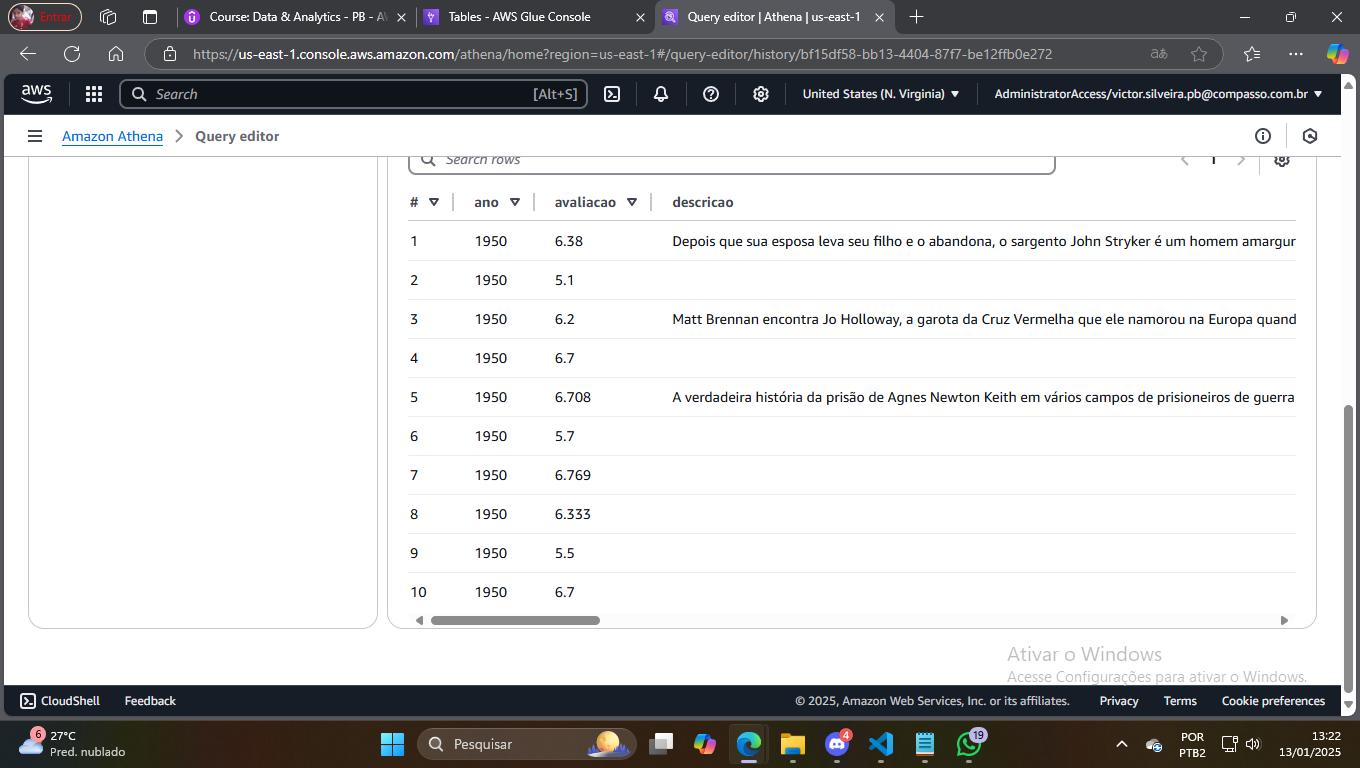 Entrar
Course: Data & Analytics - PB - AW
Tables - AWS Glue Console
Query editor | Athena | us-east-1
https://us-east-1.console.aws.amazon.com/athena/home?region=us-east-1#/query-editor/history/bf15df58-bb13-4404-87f7-be12ffb0e272
aあ
aws
Search
[Alt+S]
United States (N. Virginia)
AdministratorAccess/victor.silveira.pb@compasso.com.br
Amazon Athena
Query editor
Search rows
1
# ano avaliacao descricao
1 1950 6.38 Depois que sua esposa leva seu filho e o abandona, o sargento John Stryker é um homem amargur
2 1950 5.1
3 1950 6.2 Matt Brennan encontra Jo Holloway, a garota da Cruz Vermelha que ele namorou na Europa quand
4 1950 6.7
5 1950 6.708 A verdadeira história da prisão de Agnes Newton Keith em vários campos de prisioneiros de guerra
6 1950 5.7
7 1950 6.769
8 1950 6.333
9 1950 5.5
10 1950 6.7
Ativar o Windows
Acesse Configurações para ativar o Windows.
CloudShell
Feedback
© 2025, Amazon Web Services, Inc. or its affiliates.
Privacy
Terms
Cookie preferences
6
27°C
Pred. nublado
Pesquisar
4
19
POR
PTB2
13:22
13/01/2025